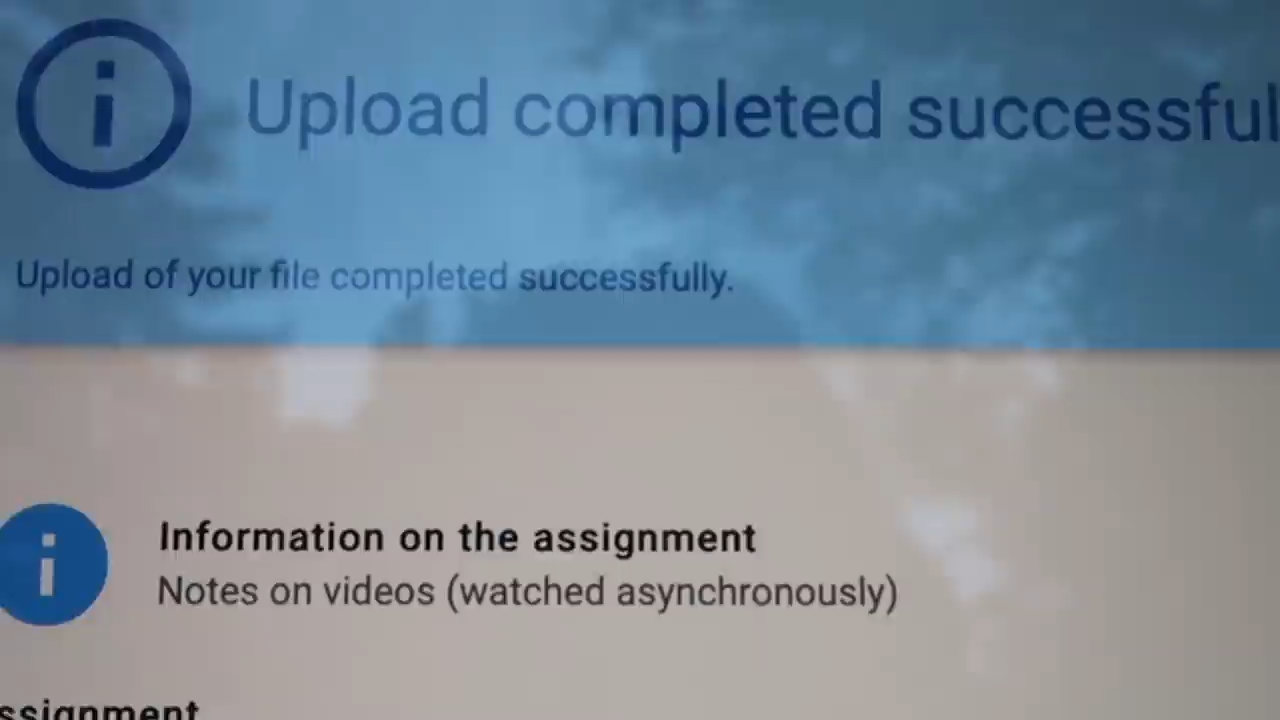 Upload completed successful
Upload of your file completed successfully.
Information on the assignment
Notes on videos (watched asynchronously)
ssignment